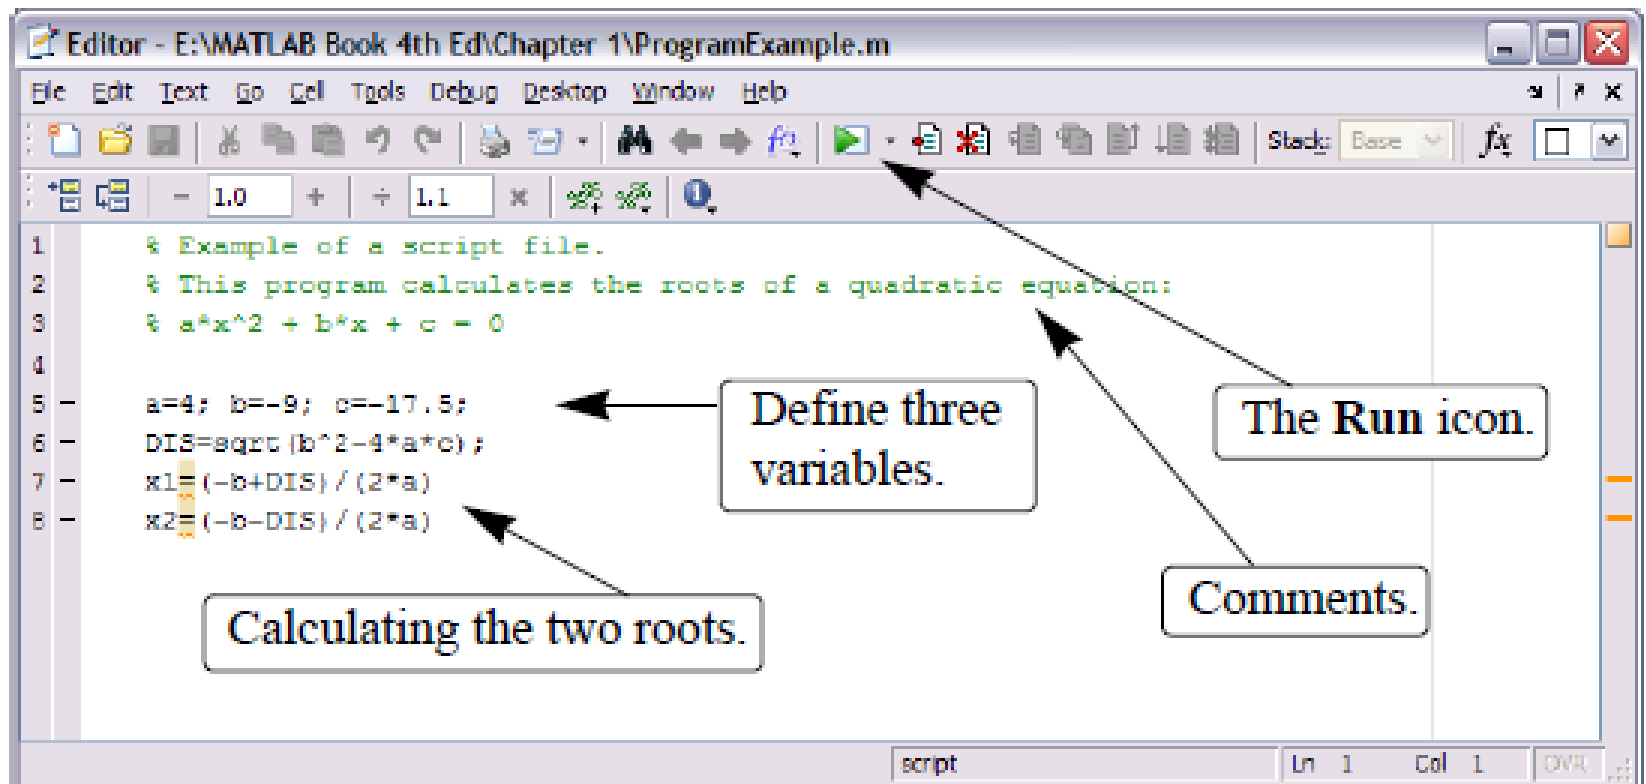 Editor - E:\MATLAB Book 4th Ed\Chapter 1\ProgramExample.m
File Edit Text Go Cell Tools Debug Desktop Window Help
Stack: Base fx
- 1.0 + ÷ 1.1 ×
1 % Example of a script file.
2 % This program calculates the roots of a quadratic equation:
3 % a*x^2 + b*x + c = 0
4
5 - a=4; b=-9; c=-17.5;
6 - DIS=sqrt(b^2-4*a*c);
7 - x1=(-b+DIS)/(2*a)
8 - x2=(-b-DIS)/(2*a)
Define three
variables.
The Run icon.
Comments.
Calculating the two roots.
script Ln 1 Col 1 OVR